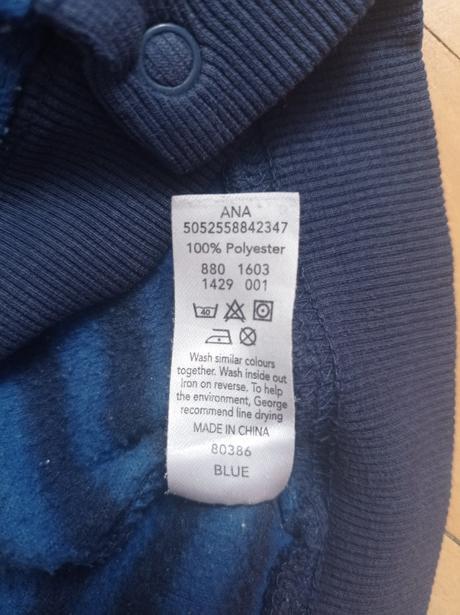 ANA
5052558842347
100% Polyester
880 1603
1429 001
40
Wash similar colours
together. Wash inside out
Iron on reverse. To help
the environment, George
recommend line drying
MADE IN CHINA
80386
BLUE